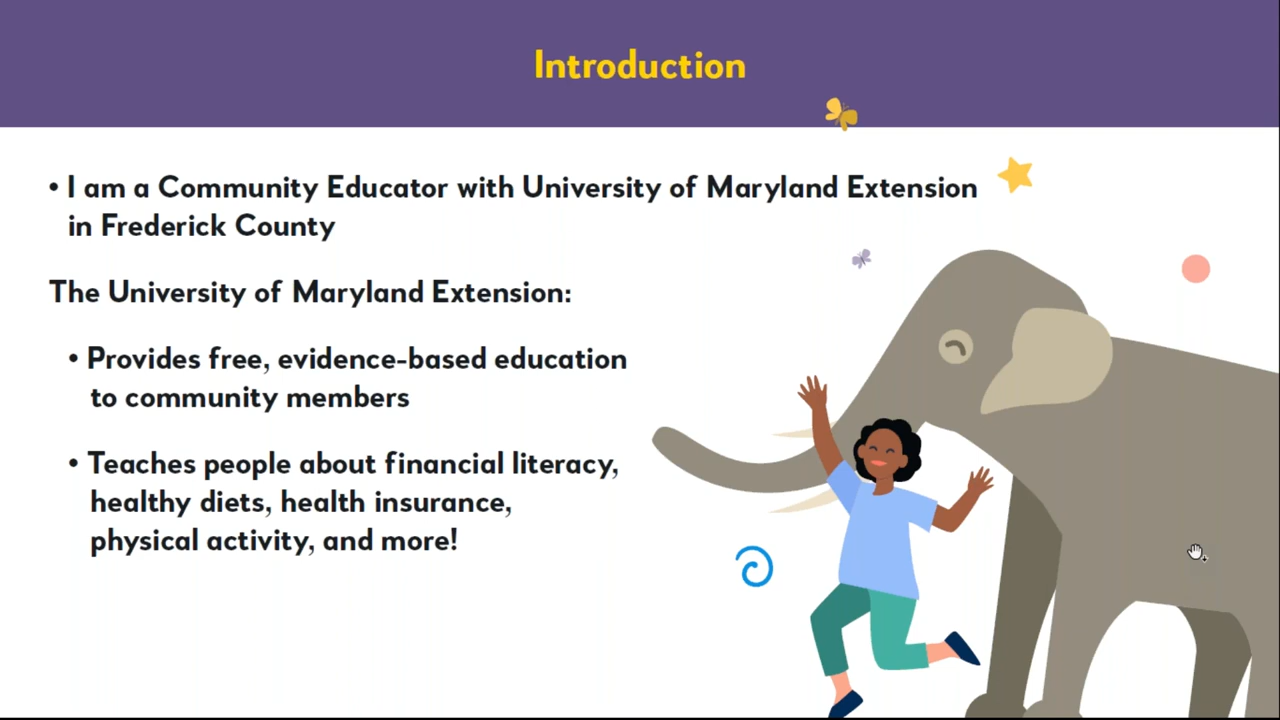 Introduction
• I am a Community Educator with University of Maryland Extension
in Frederick County
The University of Maryland Extension:
• Provides free, evidence-based education
to community members
• Teaches people about financial literacy,
healthy diets, health insurance,
physical activity, and more!